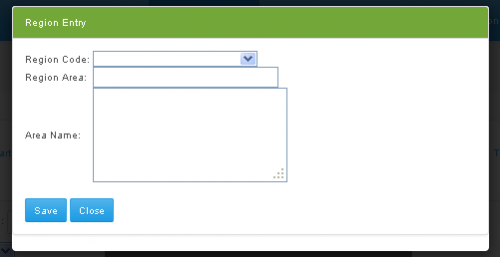 Region Entry
Region Code:
Region Area:
Area Name:
Save Close